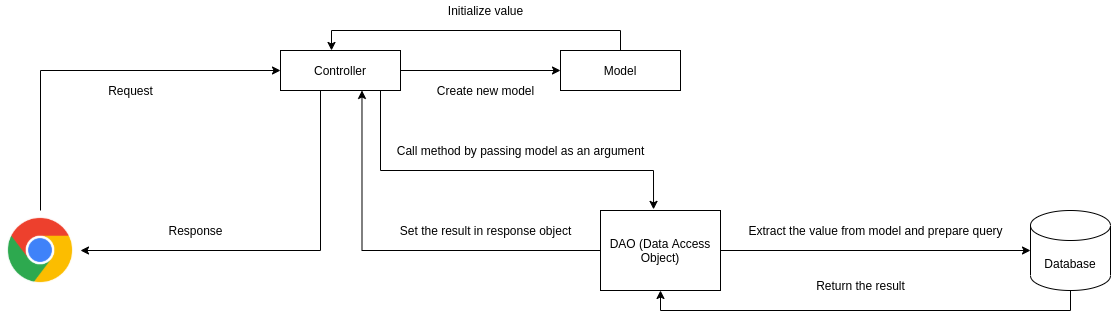 Initialize value
Controller
Model
Request
Create new model
Call method by passing model as an argument
Response
Set the result in response object
DAO (Data Access
Object)
Extract the value from model and prepare query
Database
Return the result